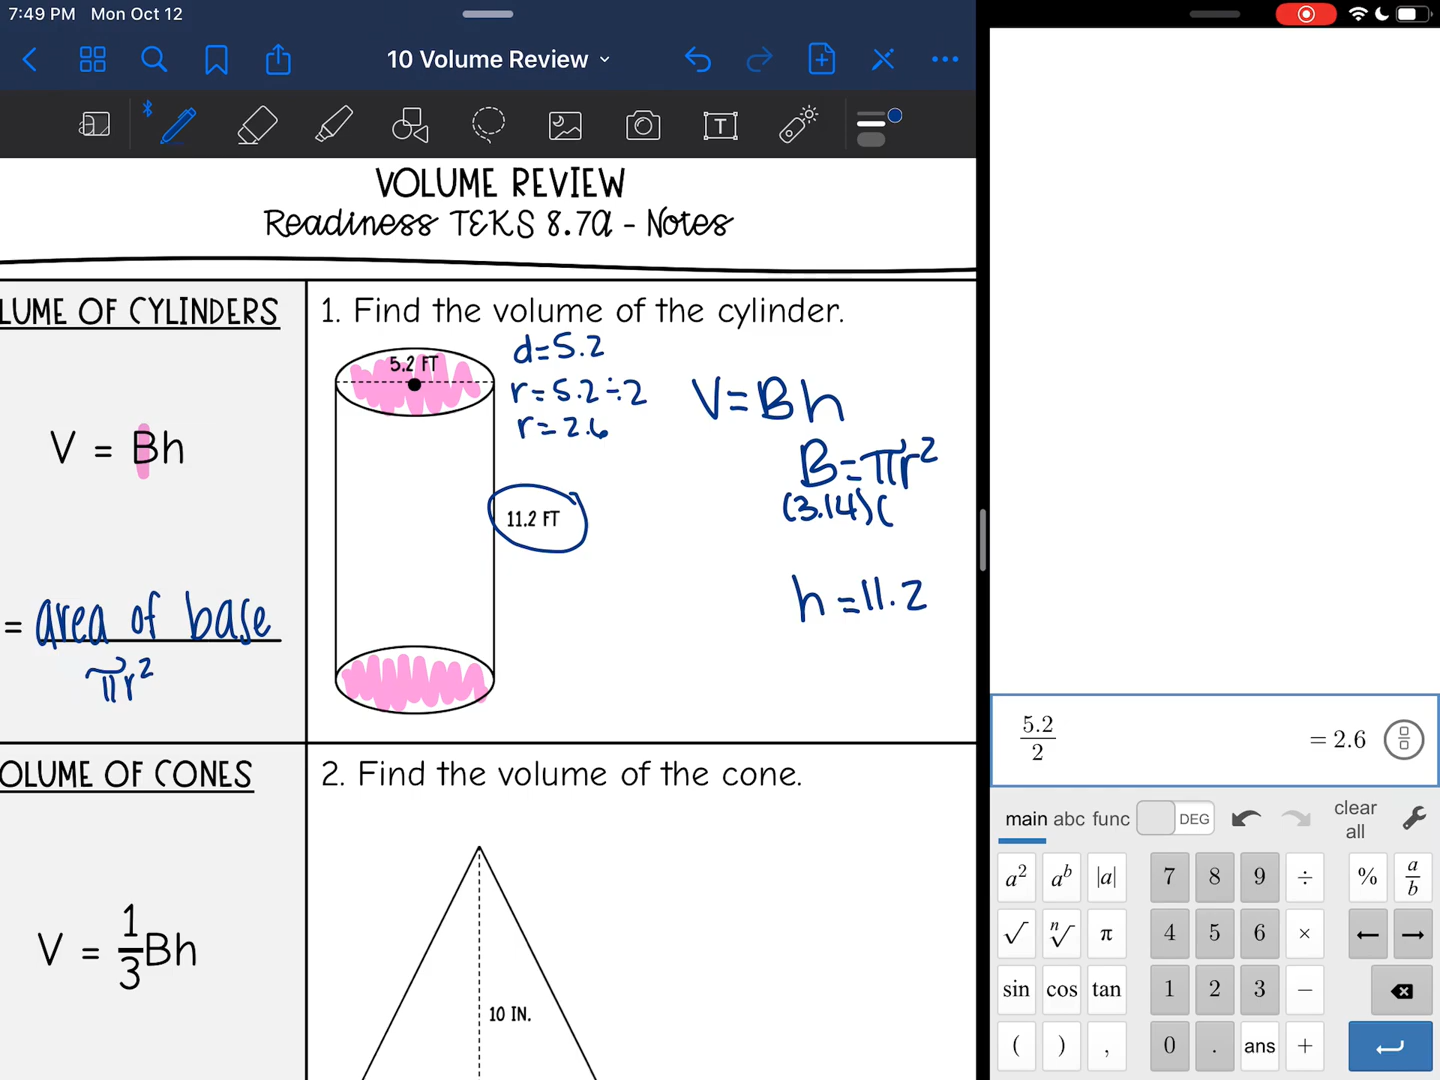 7:49 PM Mon Oct 12
10 Volume Review
T
VOLUME REVIEW
Readiness TEKS 8.7A - Notes
LUME OF CYLINDERS
V = Bh
= area of base
πr²
1. Find the volume of the cylinder.
5.2 FT
d=5.2
r=5.2÷2
r=2.6
11.2 FT
V=Bh
B=πr²
(3.14)(
h=11.2
OLUME OF CONES
V = 1/3 Bh
2. Find the volume of the cone.
10 IN.
5.2/2 = 2.6
main abc func DEG clear all
a² a^b |a| 7 8 9 ÷ % a/b
√ ⁿ√ π 4 5 6 × ← →
sin cos tan 1 2 3 −
( ) , 0 . ans +